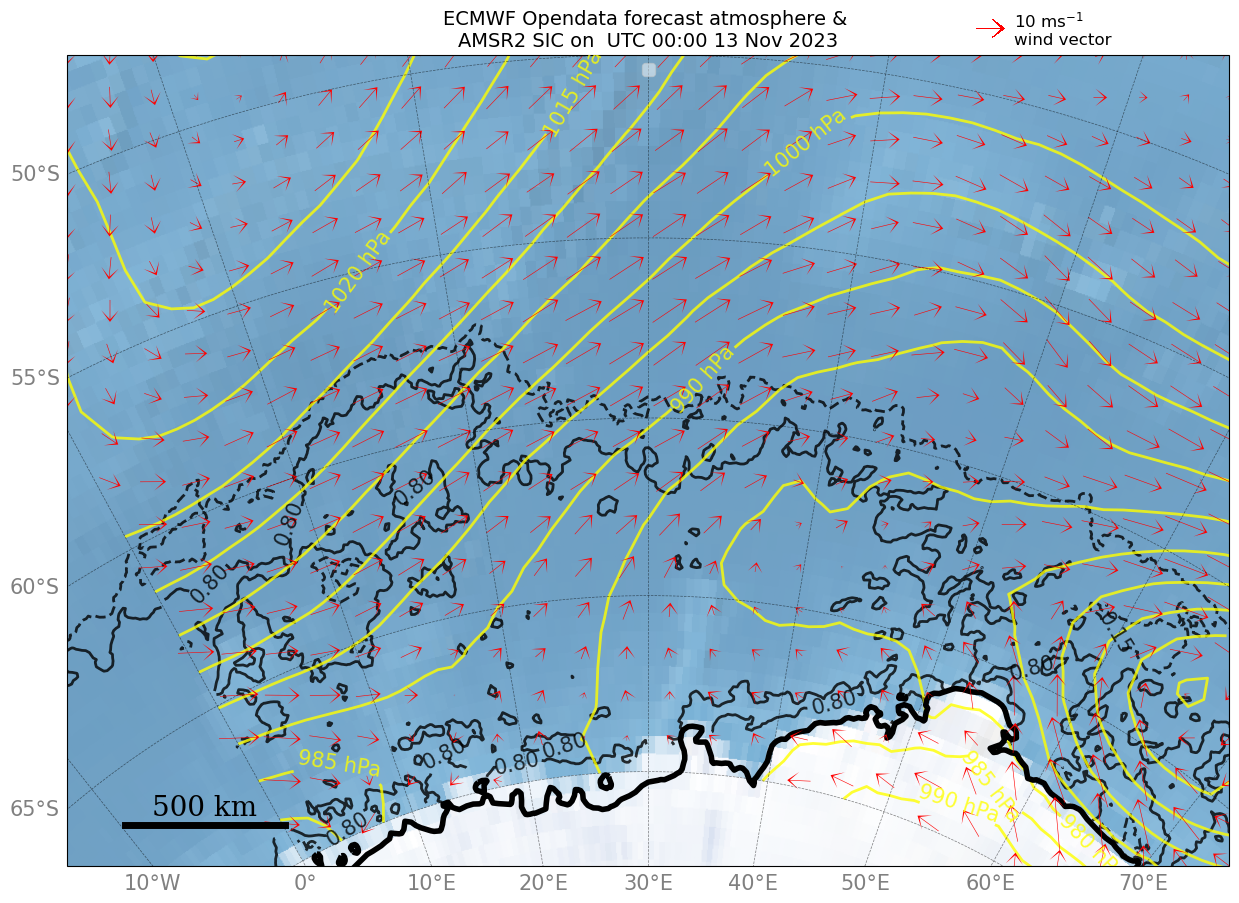 ECMWF Opendata forecast atmosphere &
AMSR2 SIC on  UTC 00:00 13 Nov 2023
10 ms⁻¹
wind vector
1015 hPa
1000 hPa
50°S
1020 hPa
55°S
990 hPa
0.80
0.80
0.80
60°S
0.15
0.80
0.80
0.80
0.80
0.80
985 hPa
985 hPa
990 hPa
500 km
65°S
0.80
980 hPa
10°W
0°
10°E
20°E
30°E
40°E
50°E
60°E
70°E